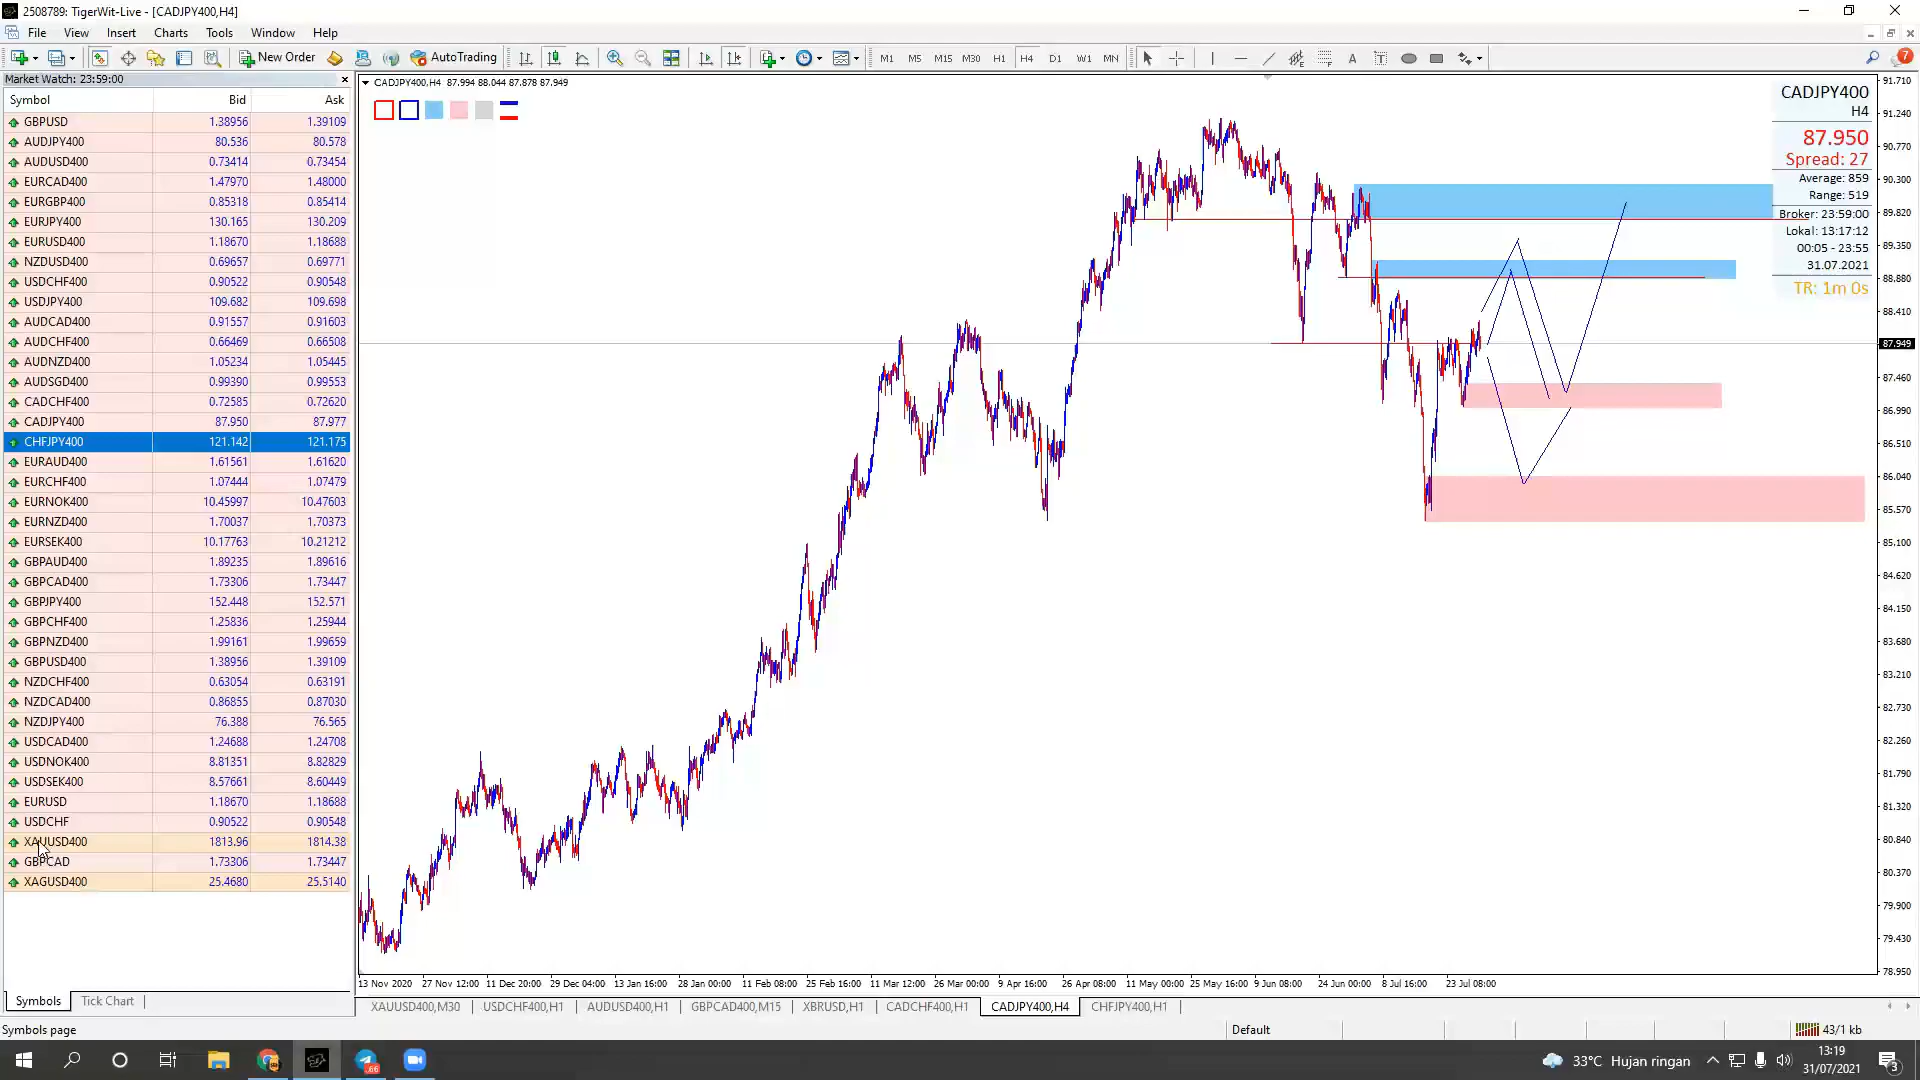 2508789: TigerWit-Live - [CADJPY400,H4]
File View Insert Charts Tools Window Help
New Order AutoTrading M1 M5 M15 M30 H1 H4 D1 W1 MN A T 7
Market Watch: 23:59:00
Symbol Bid Ask
GBPUSD 1.38956 1.39109
AUDJPY400 80.536 80.578
AUDUSD400 0.73414 0.73454
EURCAD400 1.47970 1.48000
EURGBP400 0.85318 0.85414
EURJPY400 130.165 130.209
EURUSD400 1.18670 1.18688
NZDUSD400 0.69657 0.69771
USDCHF400 0.90522 0.90548
USDJPY400 109.682 109.698
AUDCAD400 0.91557 0.91603
AUDCHF400 0.66469 0.66508
AUDNZD400 1.05234 1.05445
AUDSGD400 0.99390 0.99553
CADCHF400 0.72585 0.72620
CADJPY400 87.950 87.977
CHFJPY400 121.142 121.175
EURAUD400 1.61561 1.61620
EURCHF400 1.07444 1.07479
EURNOK400 10.45997 10.47603
EURNZD400 1.70037 1.70373
EURSEK400 10.17763 10.21212
GBPAUD400 1.89235 1.89616
GBPCAD400 1.73306 1.73447
GBPJPY400 152.448 152.571
GBPCHF400 1.25836 1.25944
GBPNZD400 1.99161 1.99659
GBPUSD400 1.38956 1.39109
NZDCHF400 0.63054 0.63191
NZDCAD400 0.86855 0.87030
NZDJPY400 76.388 76.565
USDCAD400 1.24688 1.24708
USDNOK400 8.81351 8.82829
USDSEK400 8.57661 8.60449
EURUSD 1.18670 1.18688
USDCHF 0.90522 0.90548
XAUUSD400 1813.96 1814.38
GBPCAD 1.73306 1.73447
XAGUSD400 25.4680 25.5140
Symbols Tick Chart
CADJPY400,H4 87.994 88.044 87.878 87.949
CADJPY400
H4
87.950
Spread: 27
Average: 859
Range: 519
Broker: 23:59:00
Lokal: 13:17:12
00:05 - 23:55
31.07.2021
TR: 1m 0s
91.710
91.240
90.770
90.300
89.820
89.350
88.880
88.410
87.949
87.460
86.990
86.510
86.040
85.570
85.100
84.620
84.150
83.680
83.210
82.730
82.260
81.790
81.320
80.840
80.370
79.900
79.430
78.950
13 Nov 2020 27 Nov 12:00 11 Dec 20:00 29 Dec 04:00 13 Jan 16:00 28 Jan 00:00 11 Feb 08:00 25 Feb 16:00 11 Mar 12:00 26 Mar 00:00 9 Apr 16:00 26 Apr 08:00 11 May 00:00 25 May 16:00 9 Jun 08:00 24 Jun 00:00 8 Jul 16:00 23 Jul 08:00
XAUUSD400,M30 USDCHF400,H1 AUDUSD400,H1 GBPCAD400,M15 XBRUSD,H1 CADCHF400,H1 CADJPY400,H4 CHFJPY400,H1
Symbols page Default 43/1 kb
33°C Hujan ringan
13:19
31/07/2021
3
66